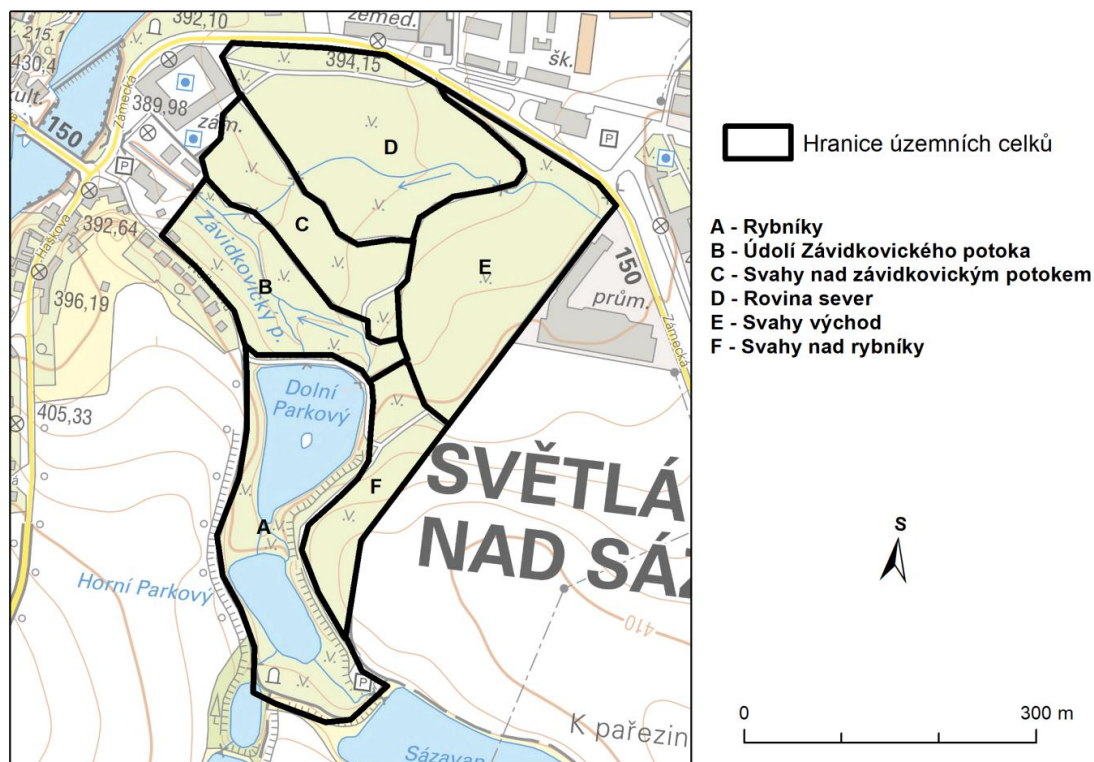 392,10
zeměd.
215.1
430,4
394,15
šk.
kult.
150
Zámecká
389,98
zám.
P
P
D
Haškova
392,64
C
Závidkovický p.
B
E
150
prům.
Zámecká
396,19
405,33
Dolní
Parkový
F
SVĚTLÁ
NAD SÁZ
A
Horní Parkový
410
P
K pařezin
Sázavan
Hranice územních celků
A - Rybníky
B - Údolí Závidkovického potoka
C - Svahy nad závidkovickým potokem
D - Rovina sever
E - Svahy východ
F - Svahy nad rybníky
S
0 300 m